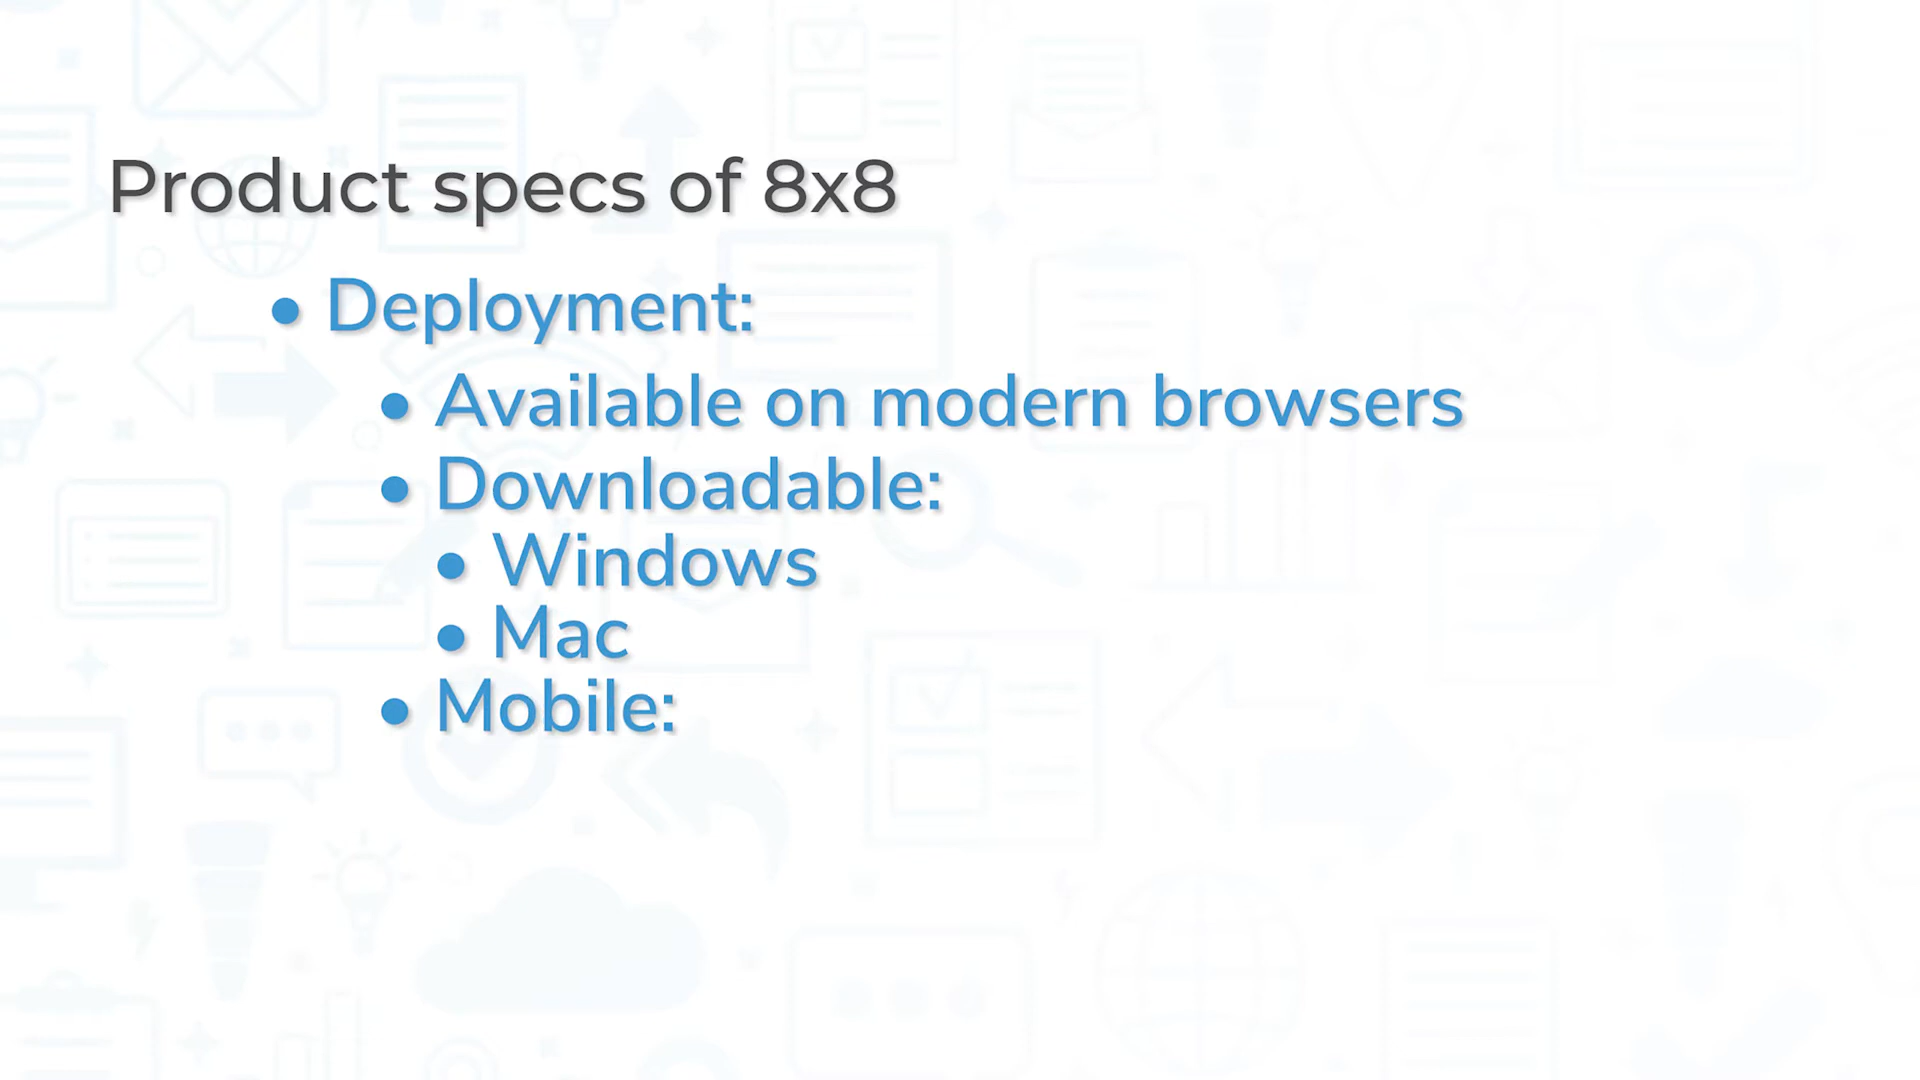 Product specs of 8x8
• Deployment:
• Available on modern browsers
• Downloadable:
• Windows
• Mac
• Mobile: